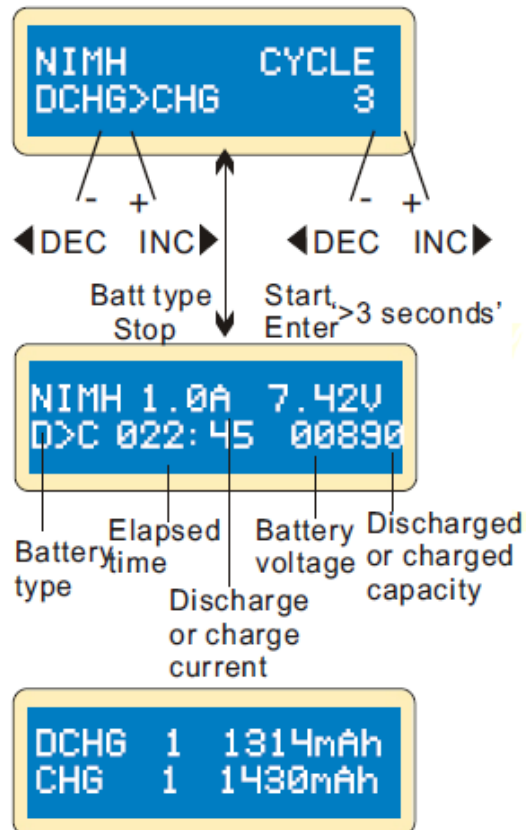 NIMH CYCLE
DCHG>CHG 3
- + - +
◀DEC INC▶ ◀DEC INC▶
Batt type Start,
Stop Enter '>3 seconds'
NIMH 1.0A 7.42V
D>C 022:45 00890
Battery type
Elapsed time
Discharge or charge current
Battery voltage
Discharged or charged capacity
DCHG 1 1314mAh
CHG 1 1430mAh